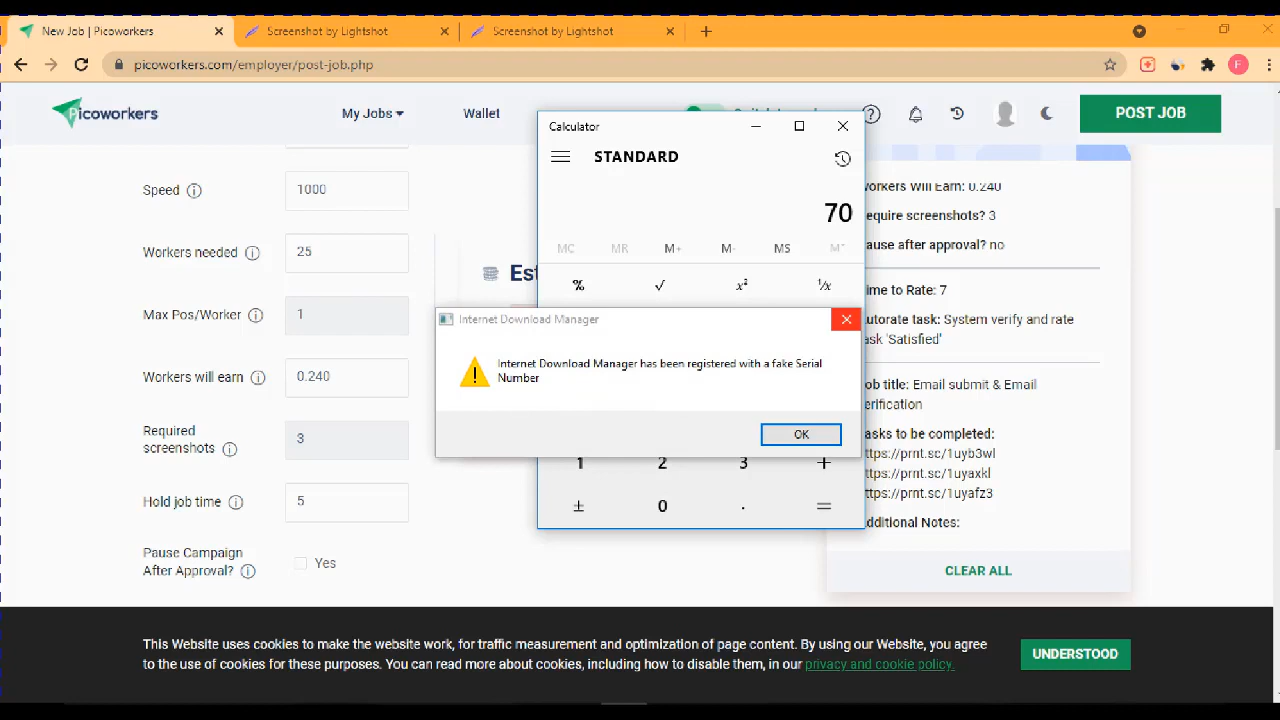 New Job | Picoworkers
Screenshot by Lightshot
Screenshot by Lightshot
picoworkers.com/employer/post-job.php
Picoworkers
My Jobs
Wallet
POST JOB
Speed
1000
Workers needed
25
Max Pos/Worker
1
Workers will earn
0.240
Required
screenshots
3
Hold job time
5
Pause Campaign
After Approval?
Yes
Est
Calculator
STANDARD
70
MC MR M+ M- MS M
% √ x² ¹/x
Internet Download Manager
Internet Download Manager has been registered with a fake Serial
Number
OK
1 2 3 +
± 0 . =
orkers Will Earn: 0.240
equire screenshots? 3
ause after approval? no
ime to Rate: 7
utorate task: System verify and rate
ask 'Satisfied'
ob title: Email submit & Email
erification
asks to be completed:
ttps://prnt.sc/1uyb3wl
ttps://prnt.sc/1uyaxkl
ttps://prnt.sc/1uyafz3
dditional Notes:
CLEAR ALL
This Website uses cookies to make the website work, for traffic measurement and optimization of page content. By using our Website, you agree
to the use of cookies for these purposes. You can read more about cookies, including how to disable them, in our privacy and cookie policy.
UNDERSTOOD